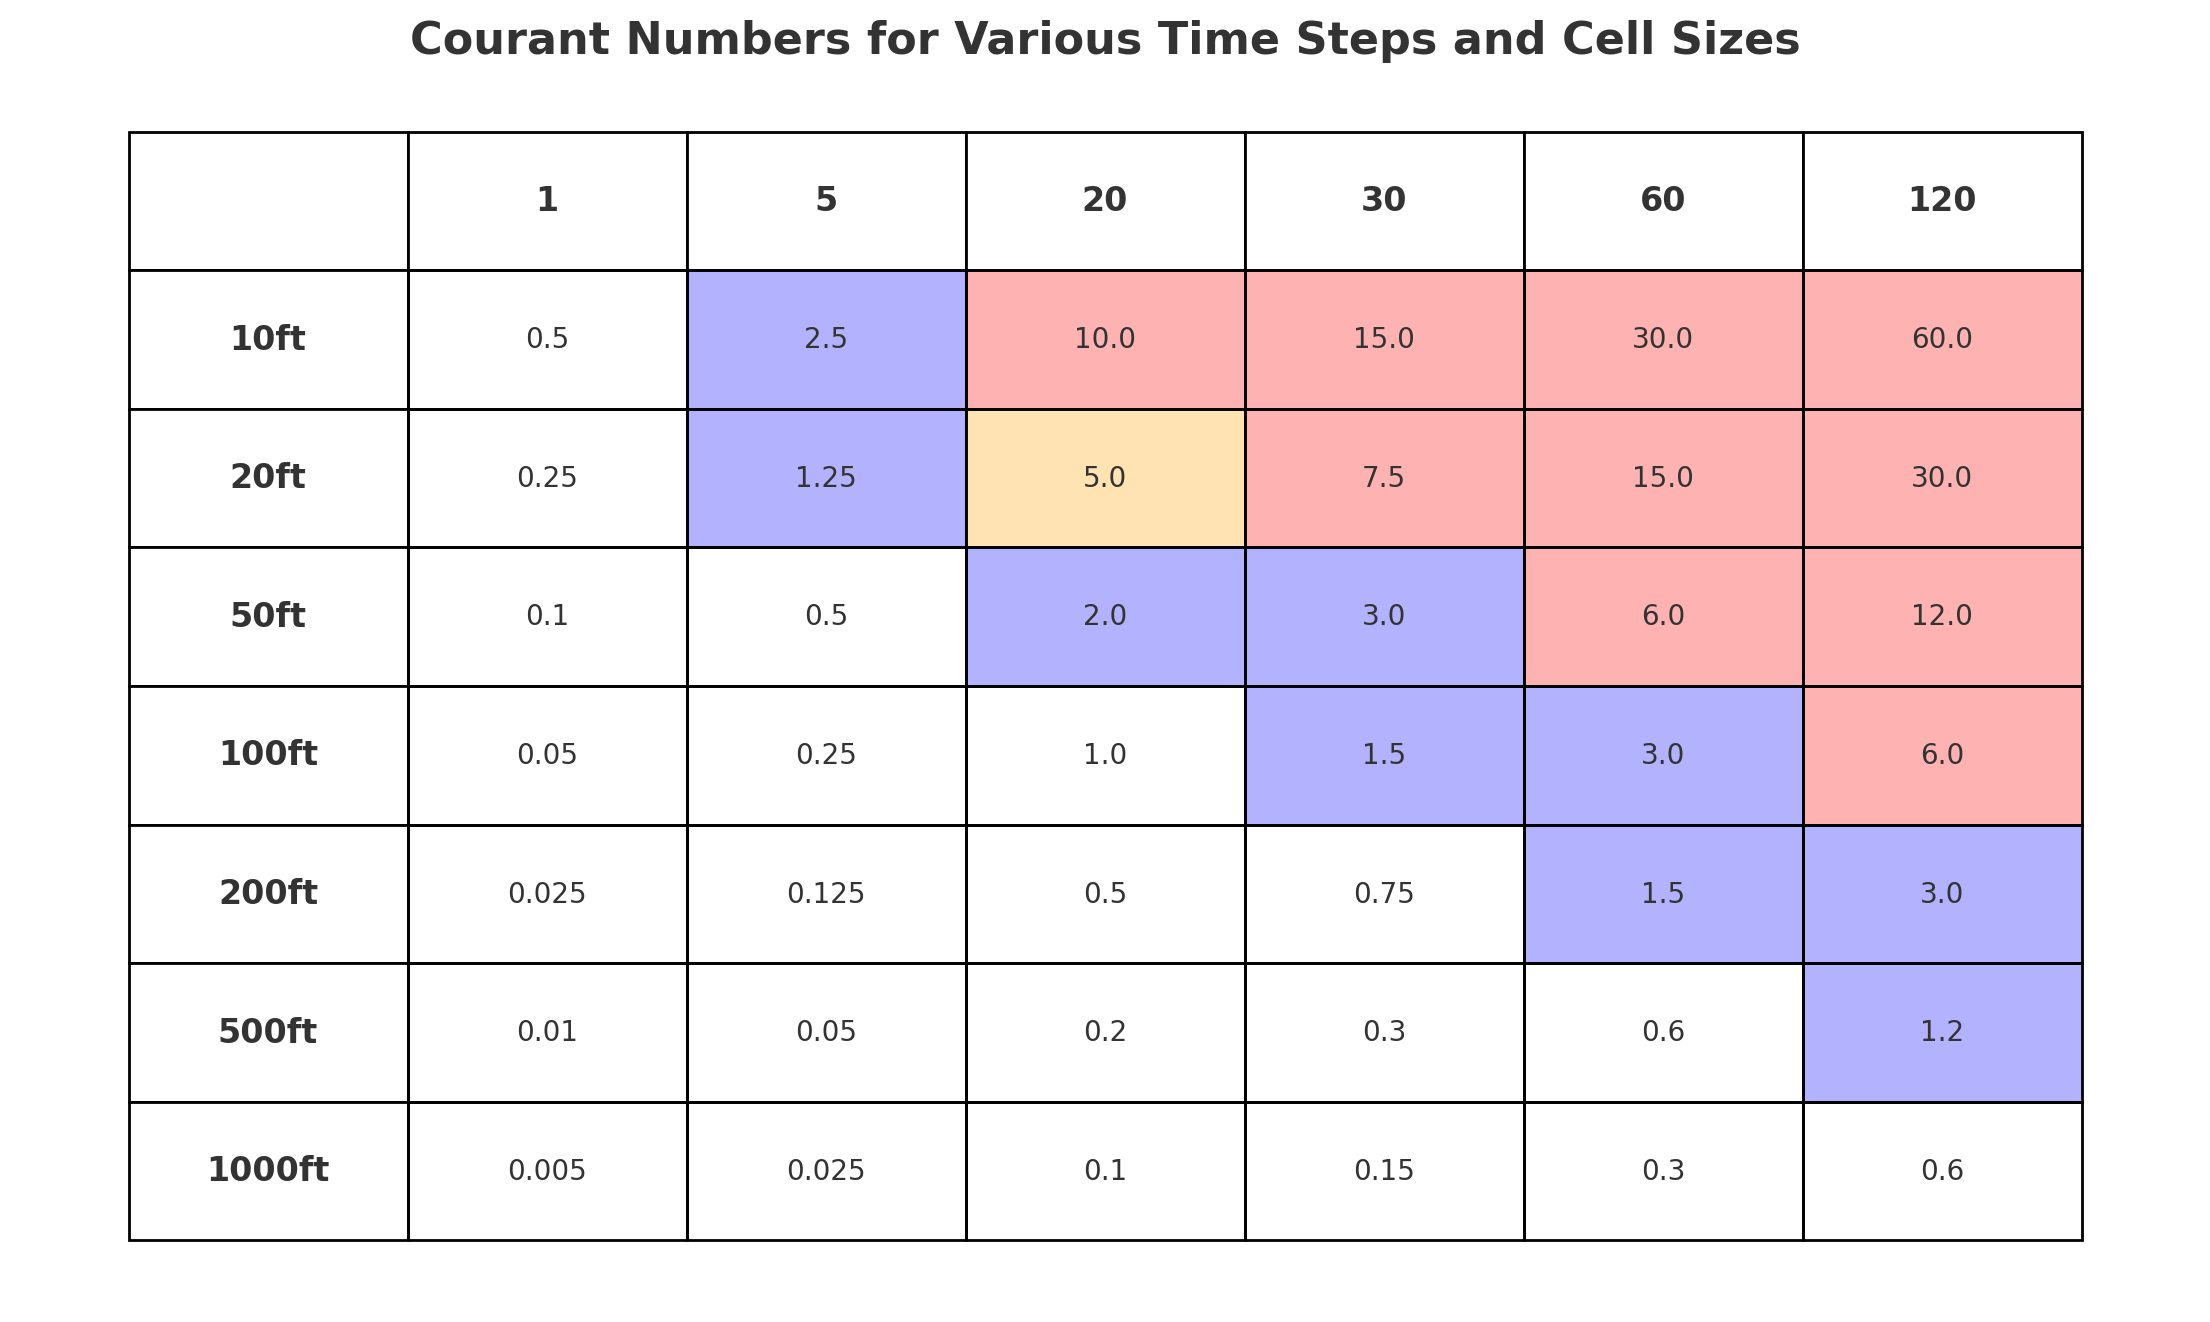 Courant Numbers for Various Time Steps and Cell Sizes
1 5 20 30 60 120
10ft 0.5 2.5 10.0 15.0 30.0 60.0
20ft 0.25 1.25 5.0 7.5 15.0 30.0
50ft 0.1 0.5 2.0 3.0 6.0 12.0
100ft 0.05 0.25 1.0 1.5 3.0 6.0
200ft 0.025 0.125 0.5 0.75 1.5 3.0
500ft 0.01 0.05 0.2 0.3 0.6 1.2
1000ft 0.005 0.025 0.1 0.15 0.3 0.6